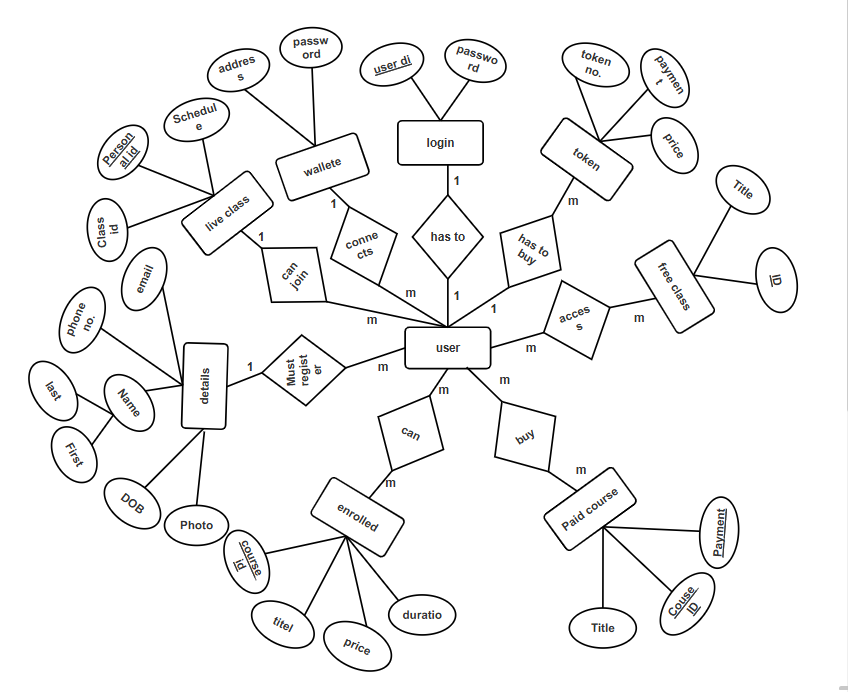 passw
ord
addres
s
user di
passwo
rd
token
no.
paymen
t
price
Schedul
e
Person
al id
Class
id
live class
wallete
login
token
Title
ID
free class
1
1
1
m
conne
cts
has to
has to
buy
can
join
m
m
1
1
acces
s
m
m
user
email
phone
no.
last
First
Name
DOB
Photo
details
1
Must
regist
er
m
m
m
can
buy
m
m
enrolled
Paid course
course
id
titel
price
duratio
Payment
Couse
ID
Title